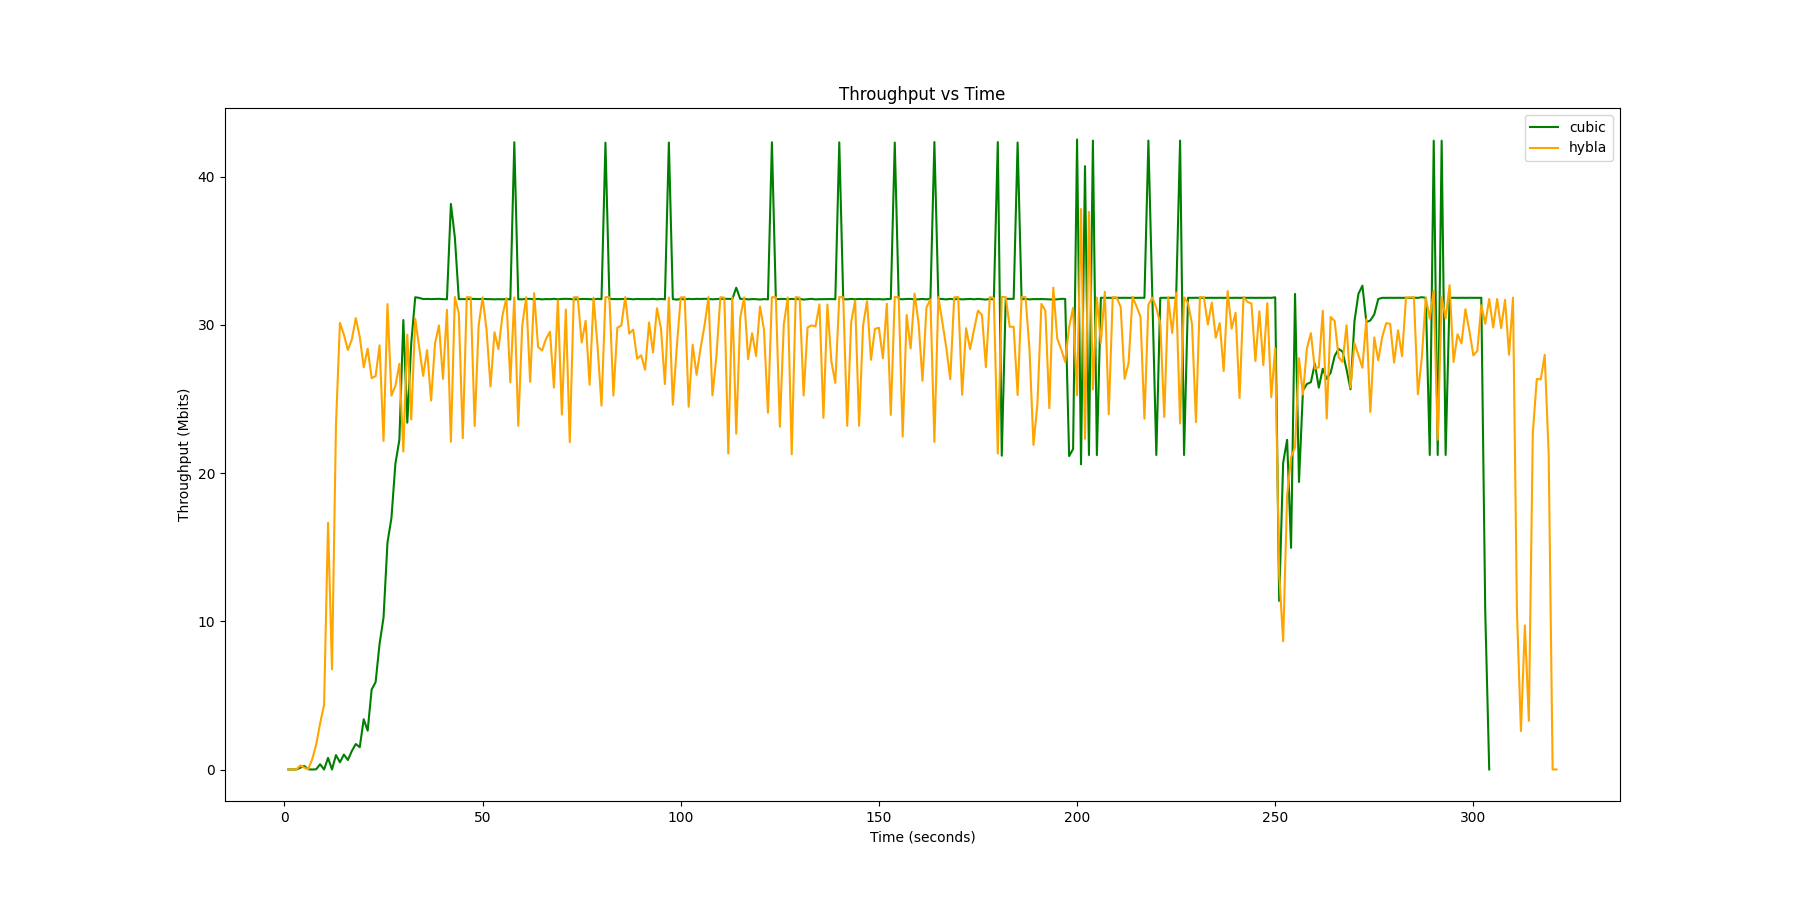 Throughput vs Time
cubic
hybla
40
30
20
10
0
Throughput (Mbits)
0 50 100 150 200 250 300
Time (seconds)